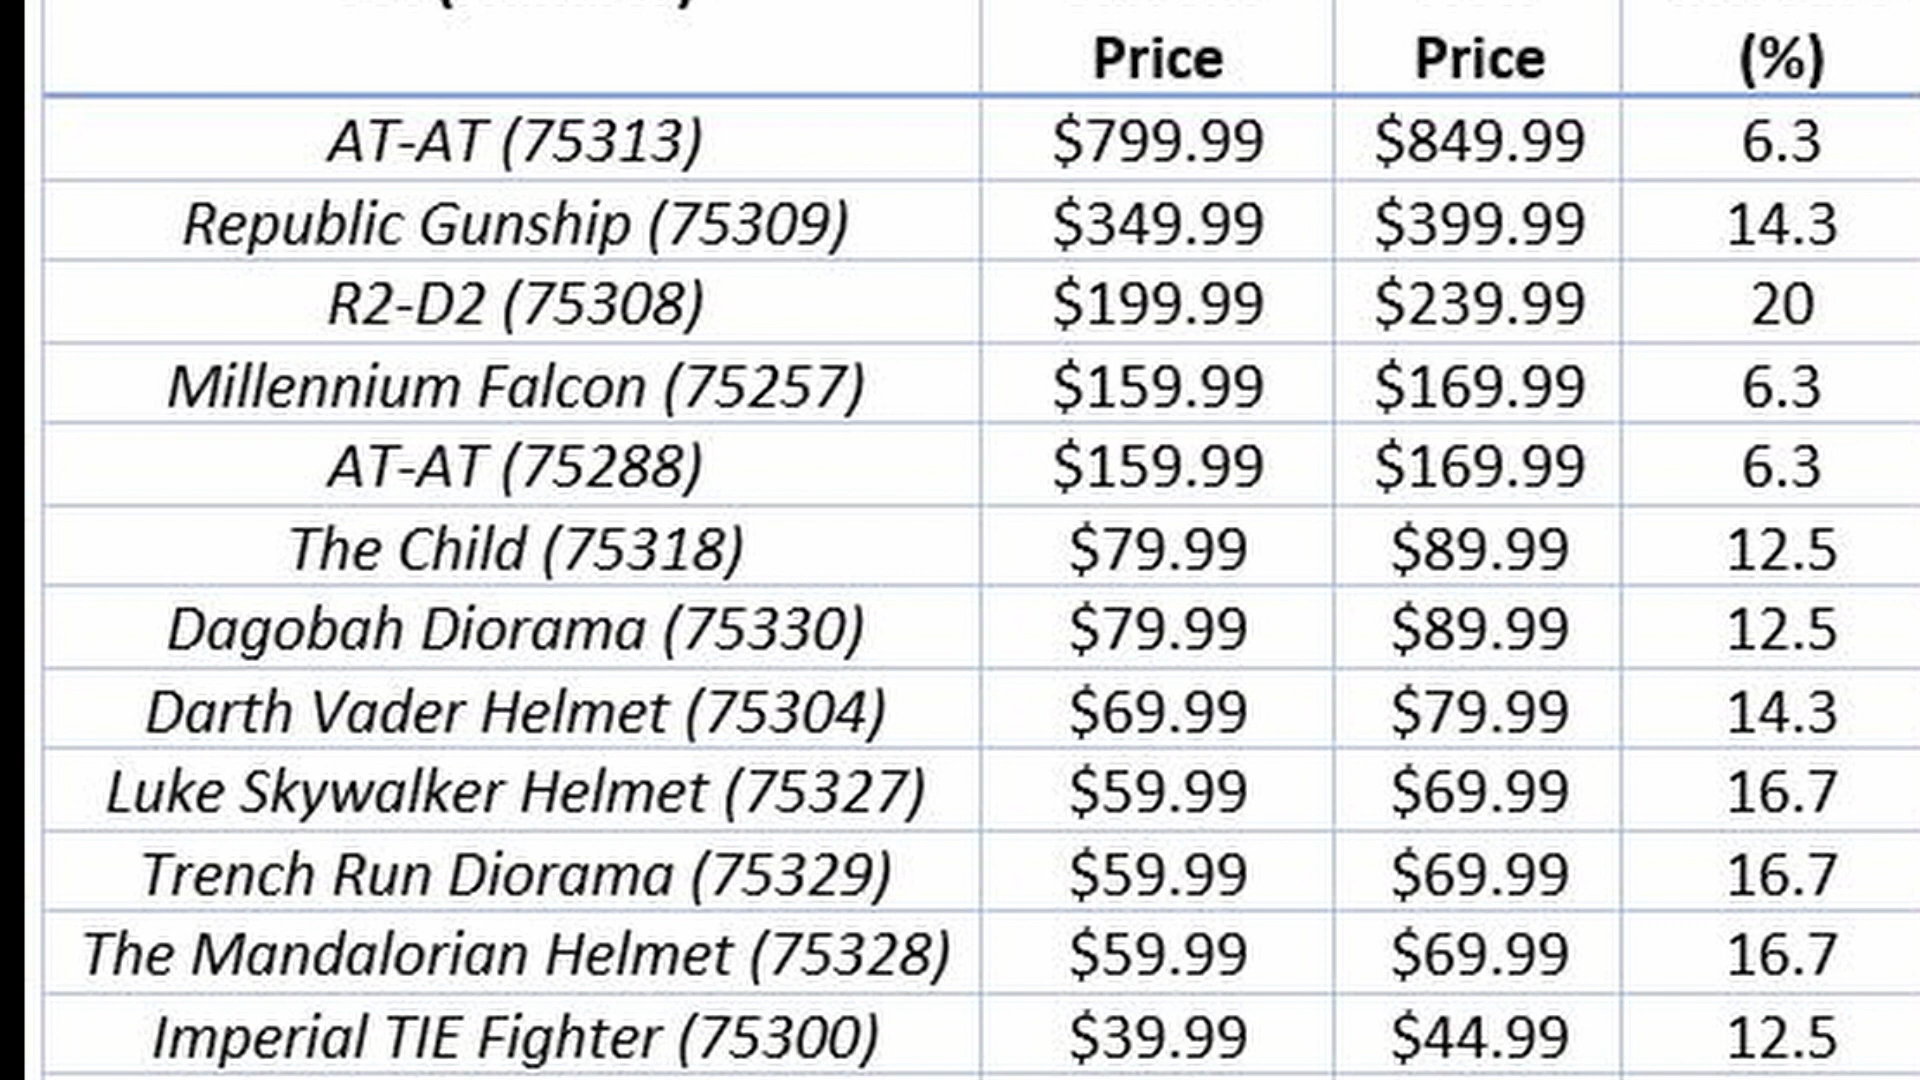 Price Price (%)
AT-AT (75313) $799.99 $849.99 6.3
Republic Gunship (75309) $349.99 $399.99 14.3
R2-D2 (75308) $199.99 $239.99 20
Millennium Falcon (75257) $159.99 $169.99 6.3
AT-AT (75288) $159.99 $169.99 6.3
The Child (75318) $79.99 $89.99 12.5
Dagobah Diorama (75330) $79.99 $89.99 12.5
Darth Vader Helmet (75304) $69.99 $79.99 14.3
Luke Skywalker Helmet (75327) $59.99 $69.99 16.7
Trench Run Diorama (75329) $59.99 $69.99 16.7
The Mandalorian Helmet (75328) $59.99 $69.99 16.7
Imperial TIE Fighter (75300) $39.99 $44.99 12.5